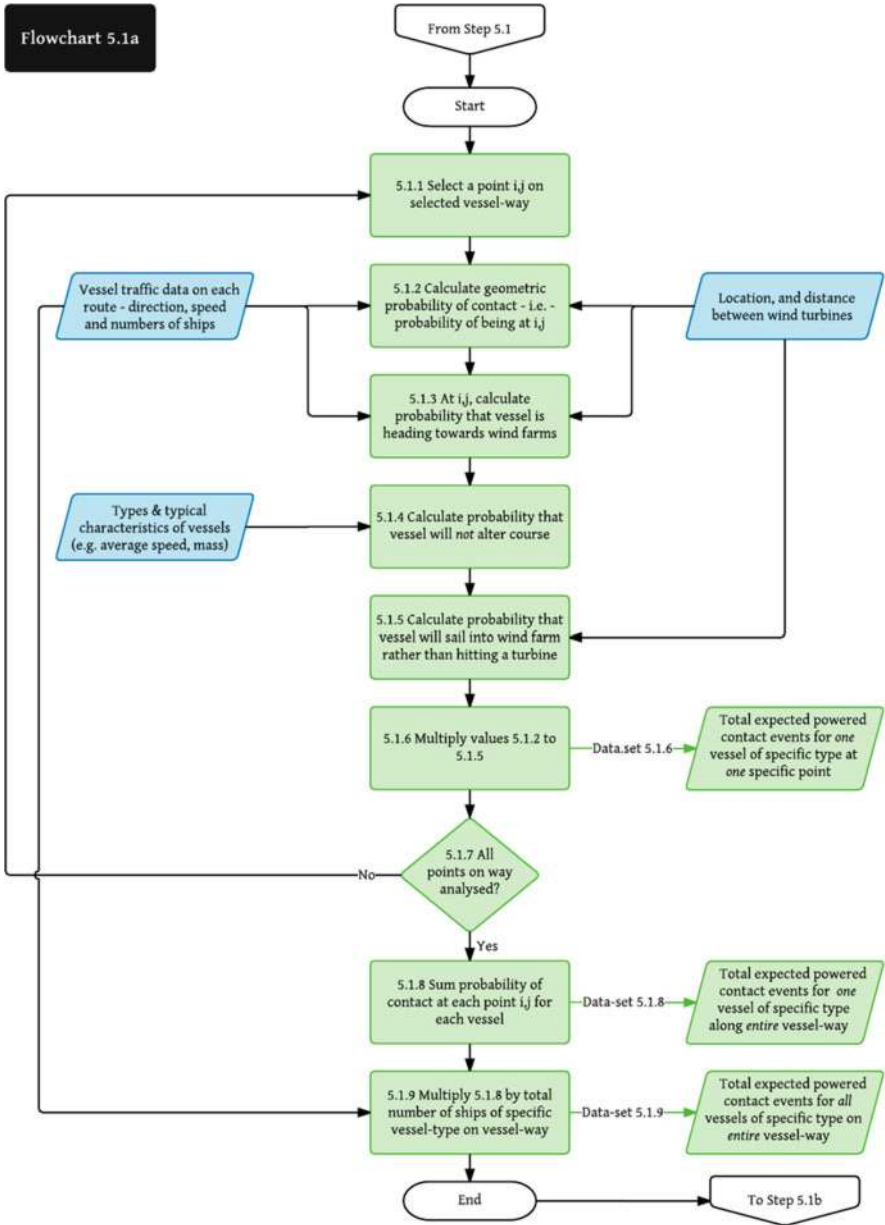 Flowchart 5.1a
From Step 5.1
Start
5.1.1 Select a point i,j on
selected vessel-way
Vessel traffic data on each
route - direction, speed
and numbers of ships
5.1.2 Calculate geometric
probability of contact - i.e. -
probability of being at i,j
Location, and distance
between wind turbines
5.1.3 At i,j, calculate
probability that vessel is
heading towards wind farms
Types & typical
characteristics of vessels
(e.g. average speed, mass)
5.1.4 Calculate probability that
vessel will not alter course
5.1.5 Calculate probability that
vessel will sail into wind farm
rather than hitting a turbine
5.1.6 Multiply values 5.1.2 to
5.1.5
Data.set 5.1.6
Total expected powered
contact events for one
vessel of specific type at
one specific point
5.1.7 All
points on way
analysed?
No
Yes
5.1.8 Sum probability of
contact at each point i,j for
each vessel
Data-set 5.1.8
Total expected powered
contact events for one
vessel of specific type
along entire vessel-way
5.1.9 Multiply 5.1.8 by total
number of ships of specific
vessel-type on vessel-way
Data-set 5.1.9
Total expected powered
contact events for all
vessels of specific type on
entire vessel-way
End
To Step 5.1b